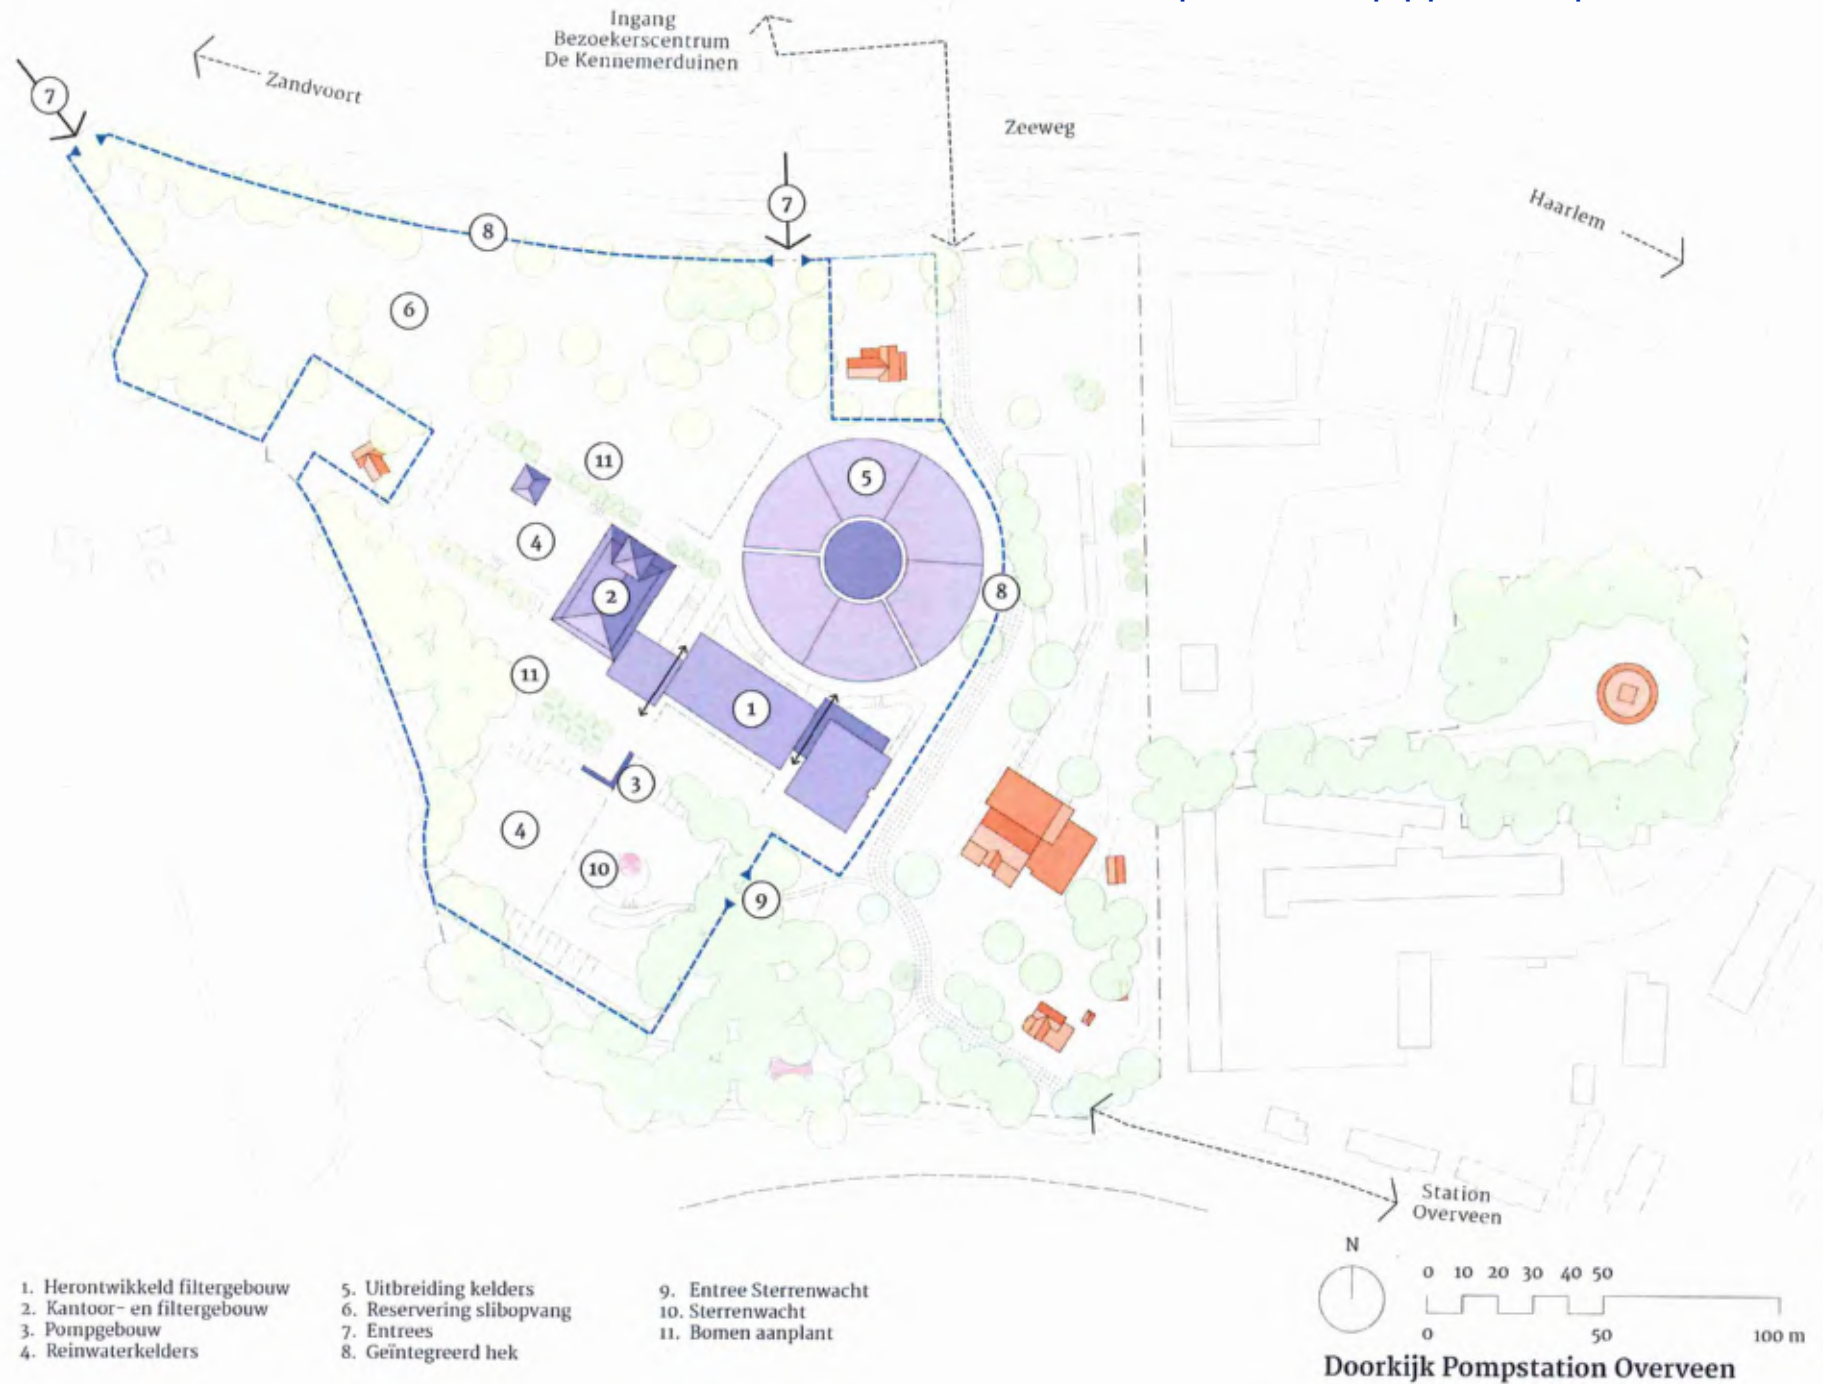 Ingang
Bezoekerscentrum
De Kennemerduinen
Zandvoort
7
Zeeweg
7
Haarlem
8
6
11
5
4
2
8
11
1
3
4
10
9
Station
Overveen
N
0 10 20 30 40 50
0 50 100 m
Doorkijk Pompstation Overveen
1. Herontwikkeld filtergebouw
2. Kantoor- en filtergebouw
3. Pompgebouw
4. Reinwaterkelders
5. Uitbreiding kelders
6. Reservering slibopvang
7. Entrees
8. Geïntegreerd hek
9. Entree Sterrenwacht
10. Sterrenwacht
11. Bomen aanplant